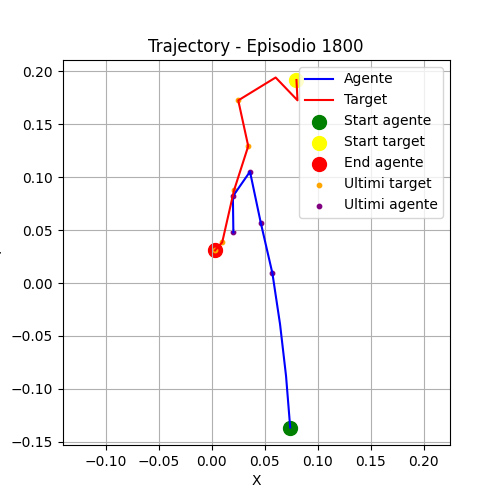 Trajectory - Episodio 1800
0.20
0.15
0.10
0.05
0.00
−0.05
−0.10
−0.15
Agente
Target
Start agente
Start target
End agente
Ultimi target
Ultimi agente
−0.10 −0.05 0.00 0.05 0.10 0.15 0.20
X